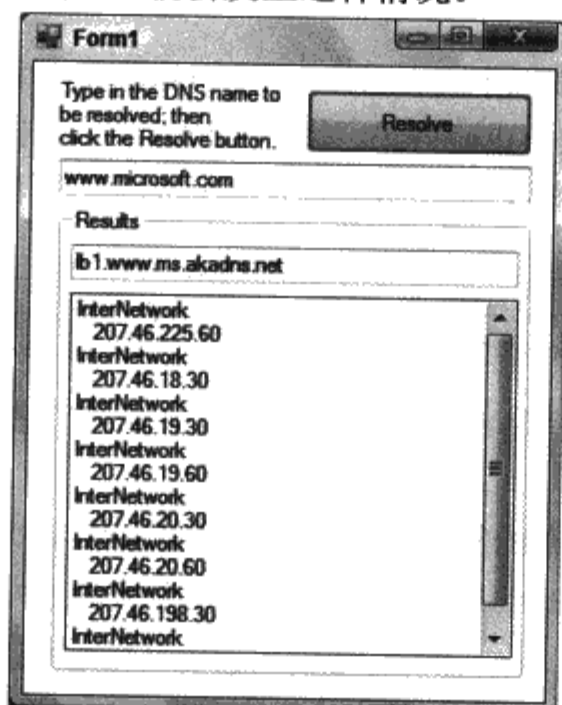 情况。
Form1
Type in the DNS name to
be resolved; then
click the Resolve button.
Resolve
www.microsoft.com
Results
lb1.www.ms.akadns.net
InterNetwork
207.46.225.60
InterNetwork
207.46.18.30
InterNetwork
207.46.19.30
InterNetwork
207.46.19.60
InterNetwork
207.46.20.30
InterNetwork
207.46.20.60
InterNetwork
207.46.198.30
InterNetwork